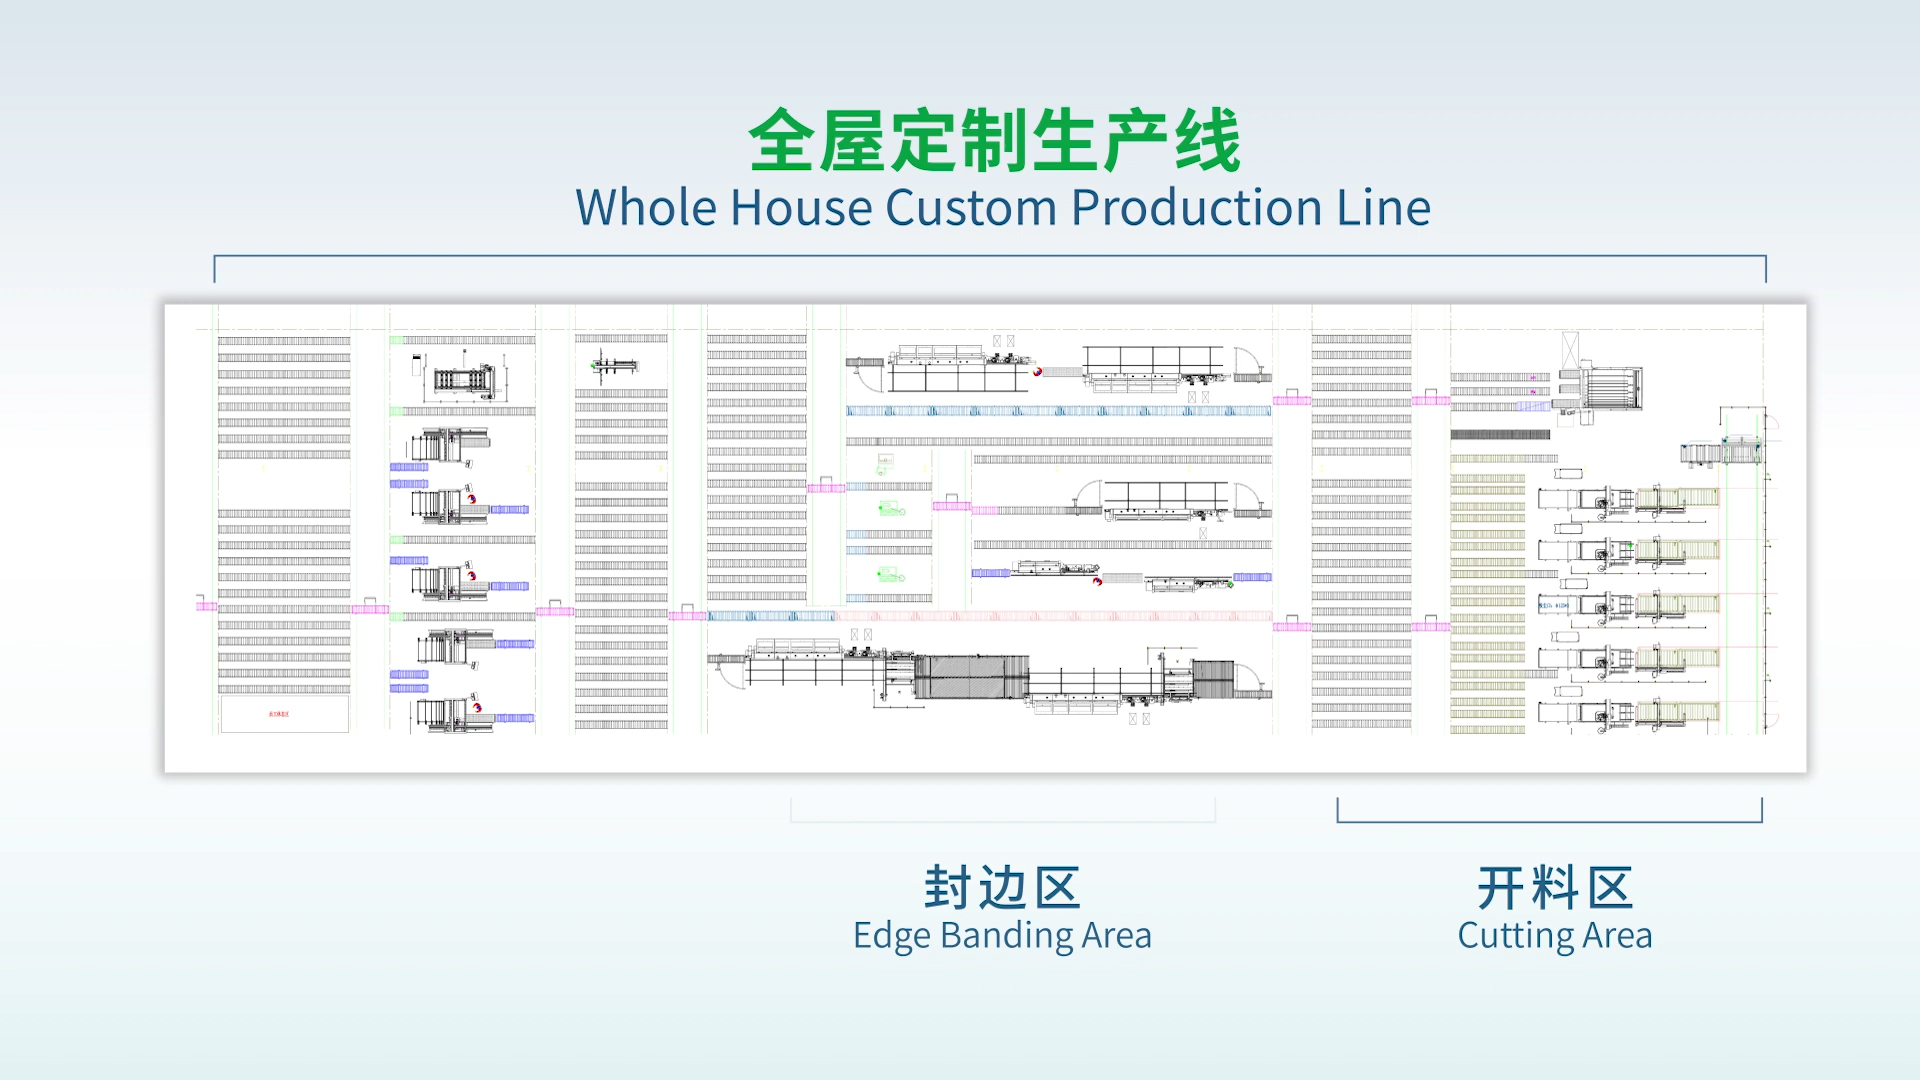 全屋定制生产线
Whole House Custom Production Line
封边区
Edge Banding Area
开料区
Cutting Area